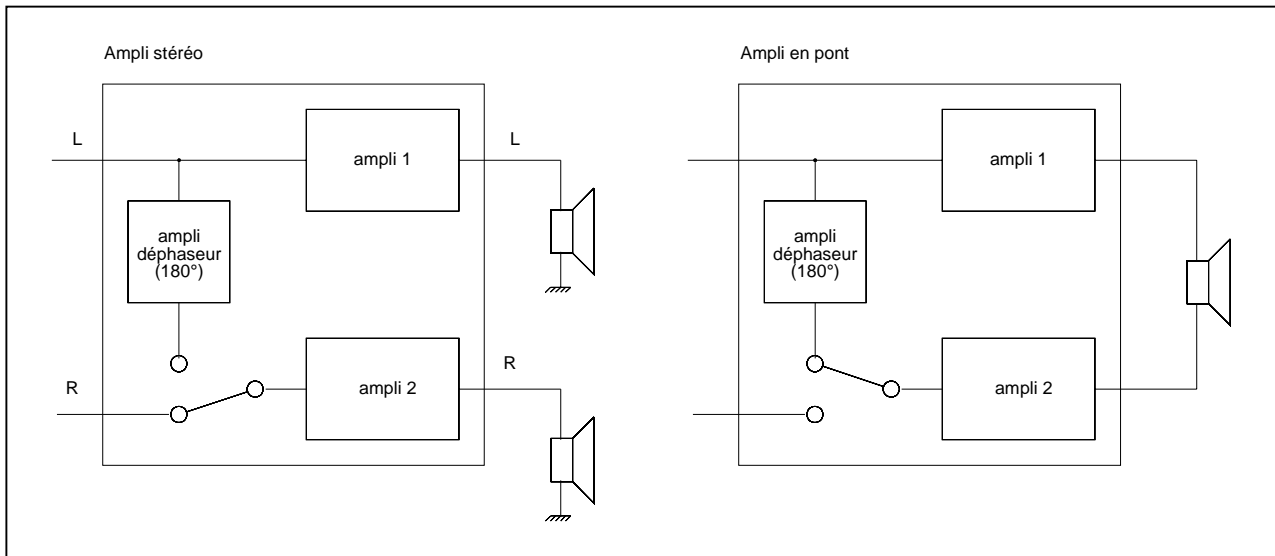 Ampli stéréo
L
ampli 1
L
ampli
déphaseur
(180°)
R
ampli 2
R
Ampli en pont
ampli 1
ampli
déphaseur
(180°)
ampli 2